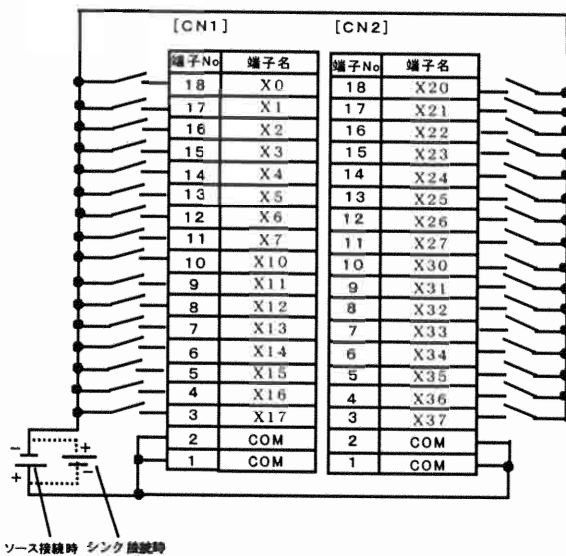 [CN1] [CN2]
端子No 端子名 端子No 端子名
18 X0 18 X20
17 X1 17 X21
16 X2 16 X22
15 X3 15 X23
14 X4 14 X24
13 X5 13 X25
12 X6 12 X26
11 X7 11 X27
10 X10 10 X30
9 X11 9 X31
8 X12 8 X32
7 X13 7 X33
6 X14 6 X34
5 X15 5 X35
4 X16 4 X36
3 X17 3 X37
2 COM 2 COM
1 COM 1 COM
- +
+ -
ソース接続時 シンク接続時